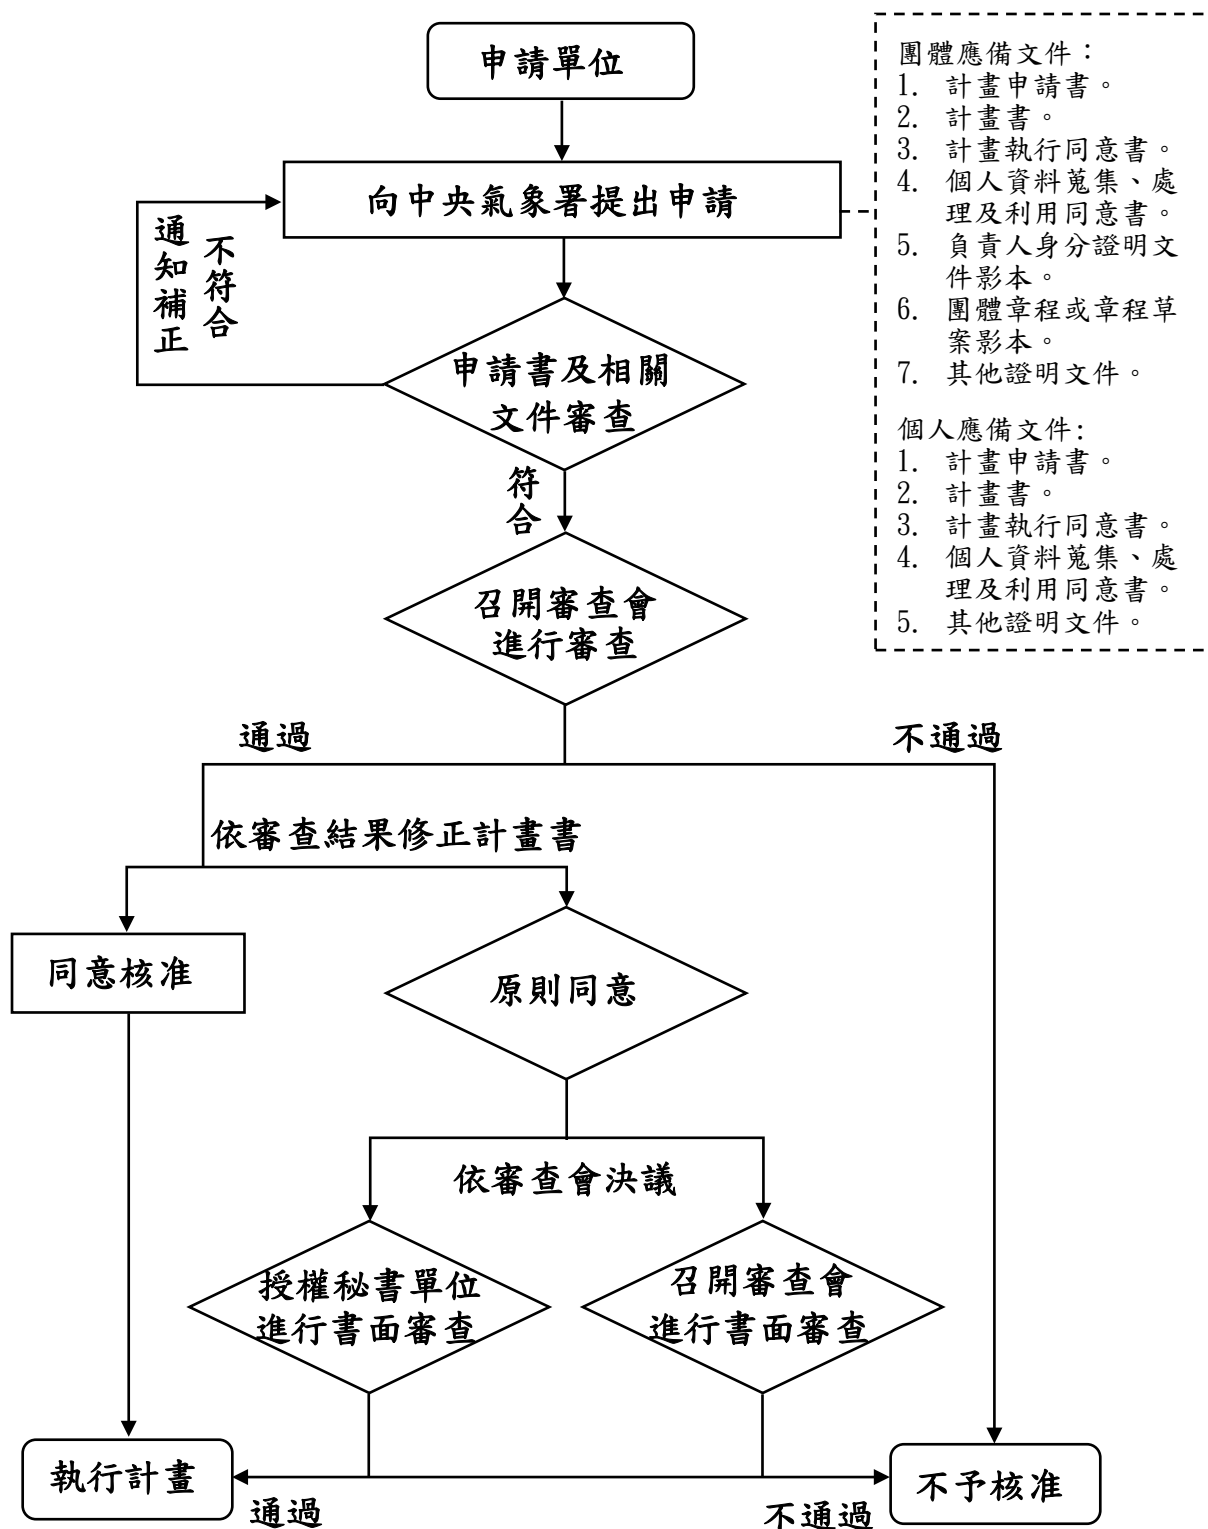 申請單位
向中央氣象署提出申請
團體應備文件：
1. 計畫申請書。
2. 計畫書。
3. 計畫執行同意書。
4. 個人資料蒐集、處
理及利用同意書。
5. 負責人身分證明文
件影本。
6. 團體章程或章程草
案影本。
7. 其他證明文件。
個人應備文件:
1. 計畫申請書。
2. 計畫書。
3. 計畫執行同意書。
4. 個人資料蒐集、處
理及利用同意書。
5. 其他證明文件。
不符合
通知補正
申請書及相關
文件審查
符合
召開審查會
進行審查
通過
不通過
依審查結果修正計畫書
同意核准
原則同意
依審查會決議
授權秘書單位
進行書面審查
召開審查會
進行書面審查
執行計畫
通過
不通過
不予核准